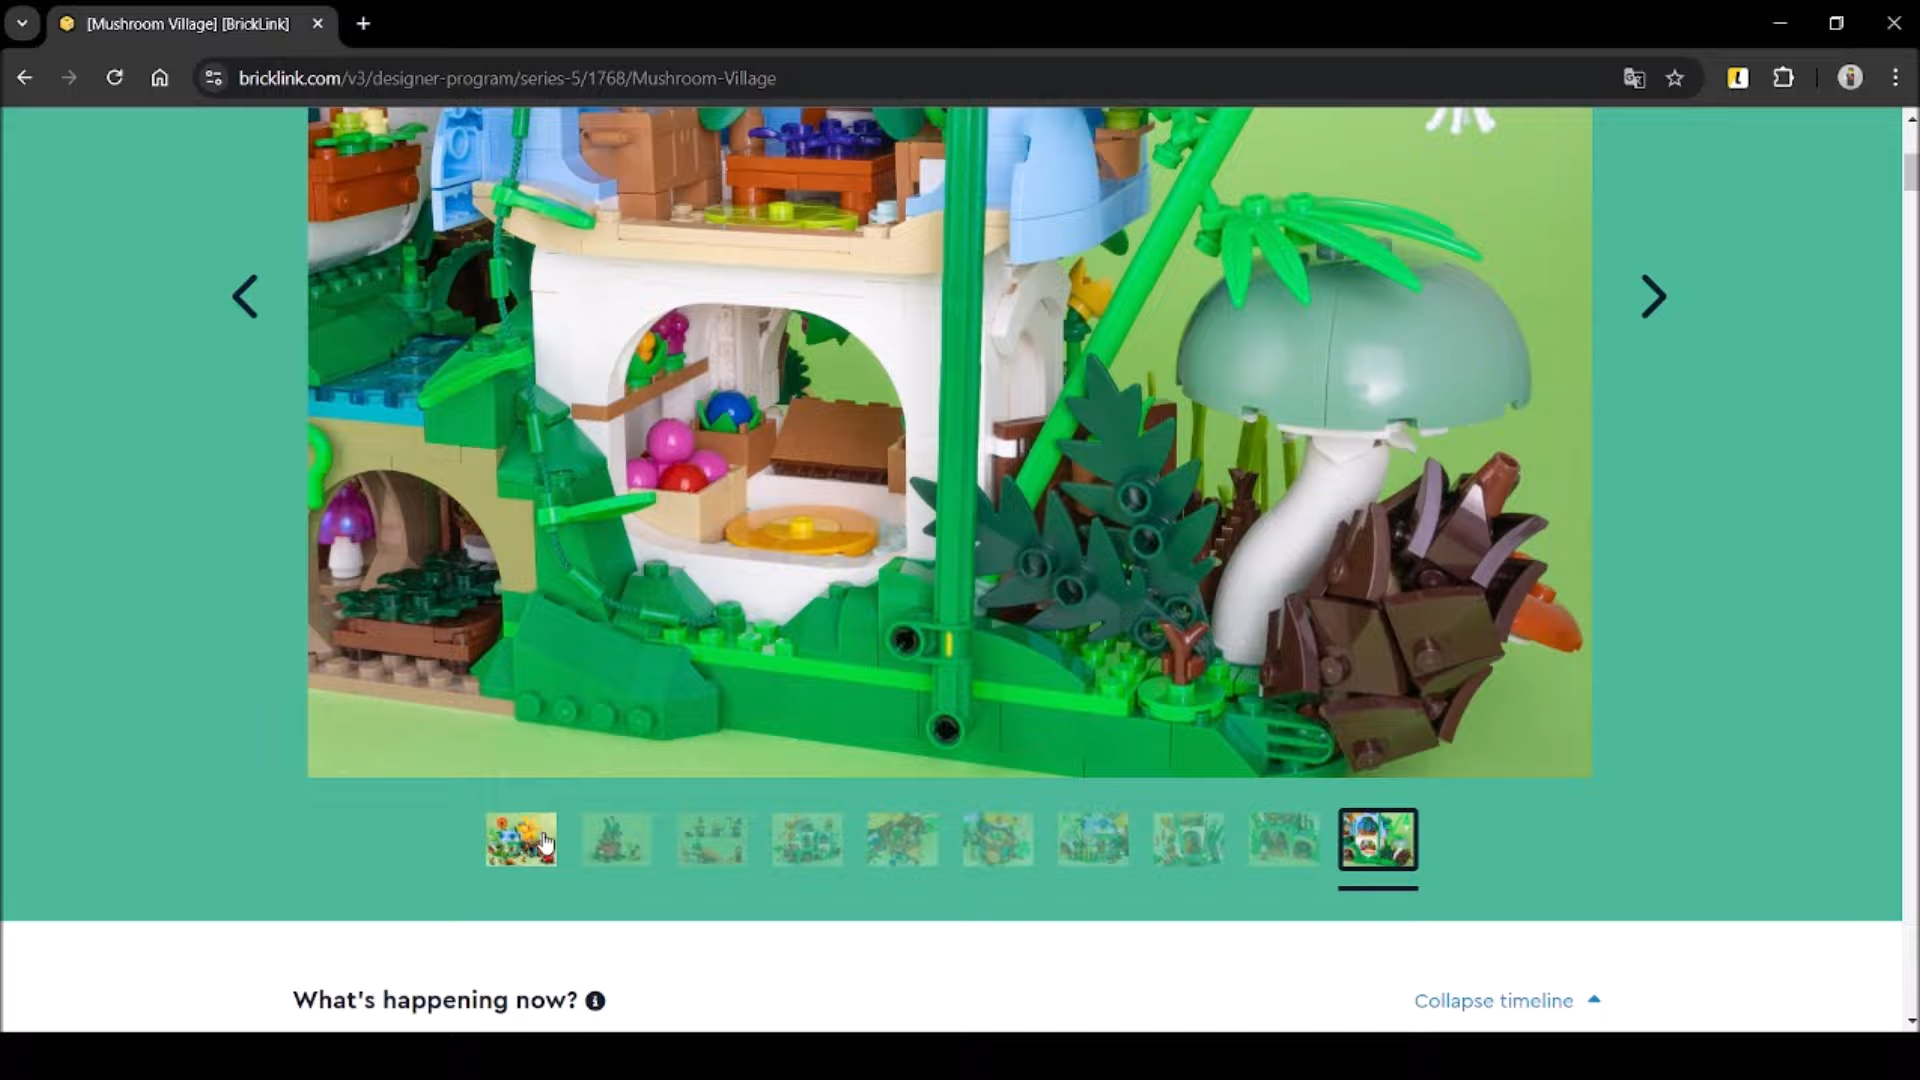 [Mushroom Village] [BrickLink]
bricklink.com/v3/designer-program/series-5/1768/Mushroom-Village
What's happening now?
Collapse timeline